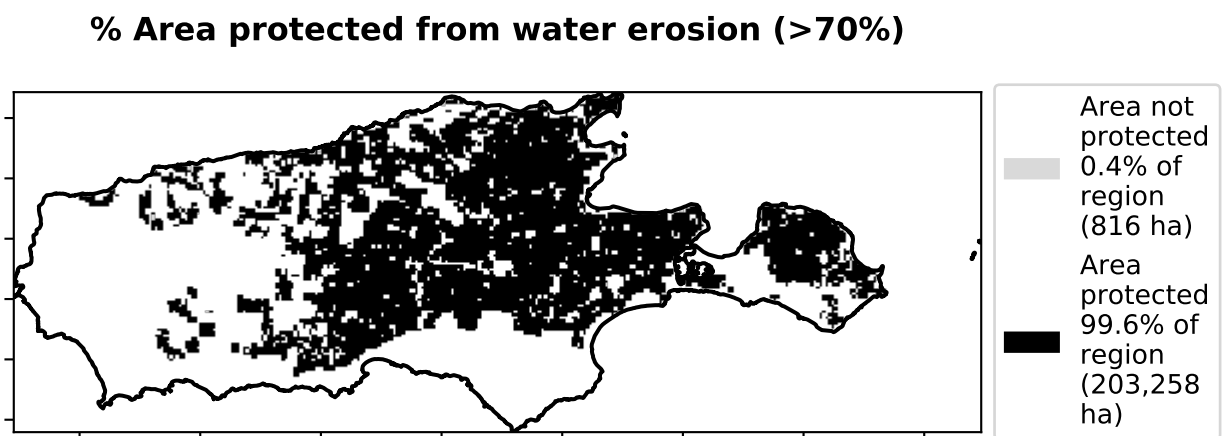 % Area protected from water erosion (>70%)
Area not
protected
0.4% of
region
(816 ha)
Area
protected
99.6% of
region
(203,258
ha)